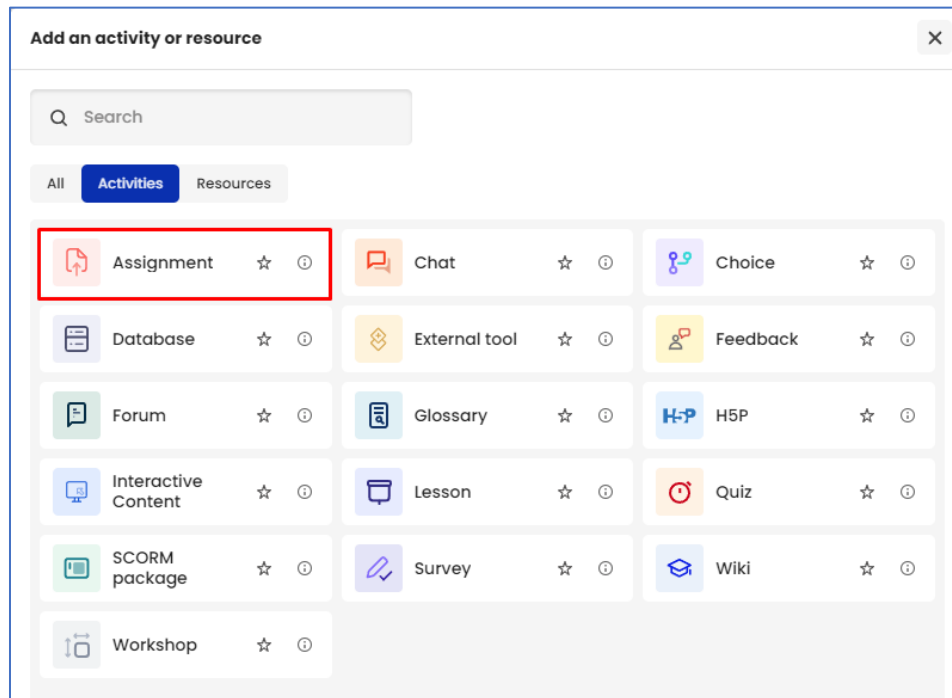 Add an activity or resource
Search
All Activities Resources
Assignment Chat Choice
Database External tool Feedback
Forum Glossary H5P H5P
Interactive
Content Lesson Quiz
SCORM
package Survey Wiki
Workshop